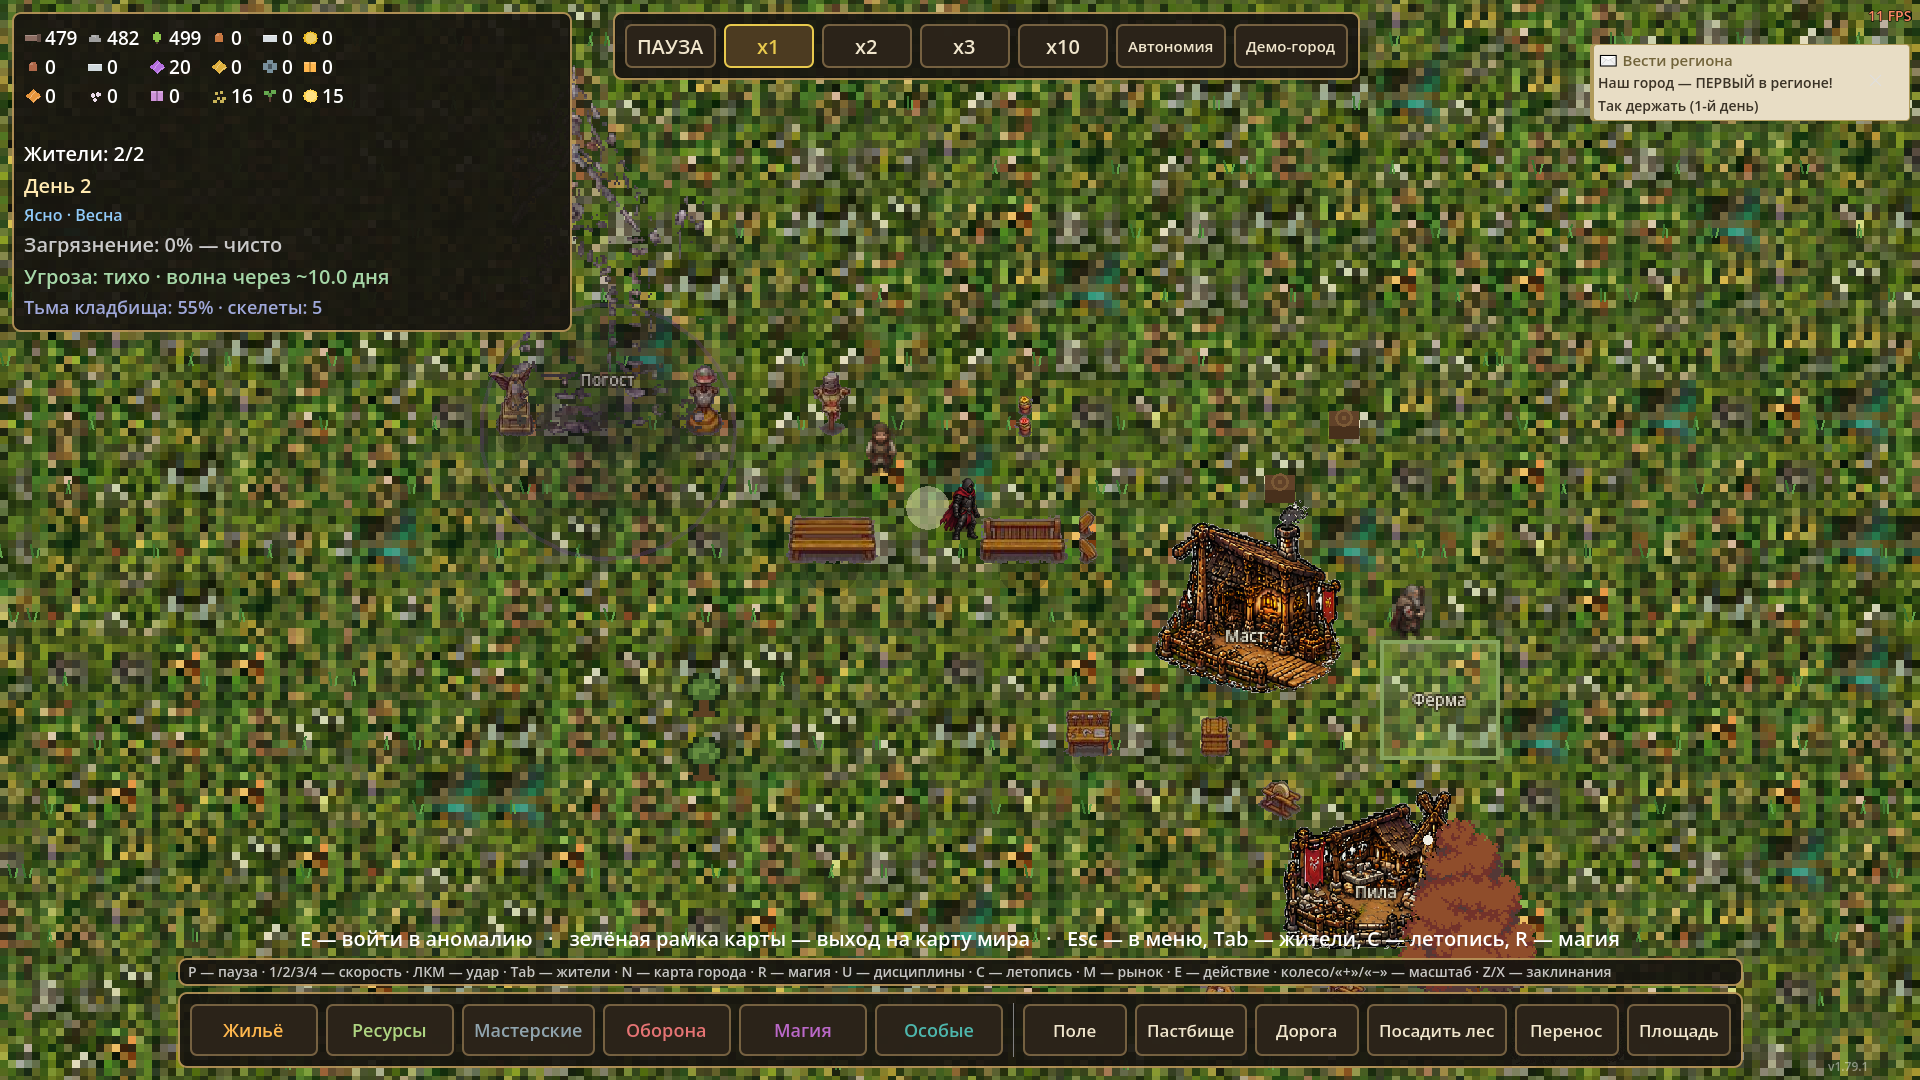 479 482 499 0 0 0
0 0 20 0 0 0
0 0 0 16 0 15
Жители: 2/2
День 2
Ясно · Весна
Загрязнение: 0% — чисто
Угроза: тихо · волна через ~10.0 дня
Тьма кладбища: 55% · скелеты: 5
ПАУЗА x1 x2 x3 x10 Автономия Демо-город
11 FPS
Вести региона
Наш город — ПЕРВЫЙ в регионе!
Так держать (1-й день)
Погост
Маст
Ферма
Пила
E — войти в аномалию · зелёная рамка карты — выход на карту мира · Esc — в меню, Tab — жители, C — летопись, R — магия
P — пауза · 1/2/3/4 — скорость · ЛКМ — удар · Tab — жители · N — карта города · R — магия · U — дисциплины · C — летопись · M — рынок · E — действие · колесо/«+»/«−» — масштаб · Z/X — заклинания
Жильё Ресурсы Мастерские Оборона Магия Особые Поле Пастбище Дорога Посадить лес Перенос Площадь
v1.79.1